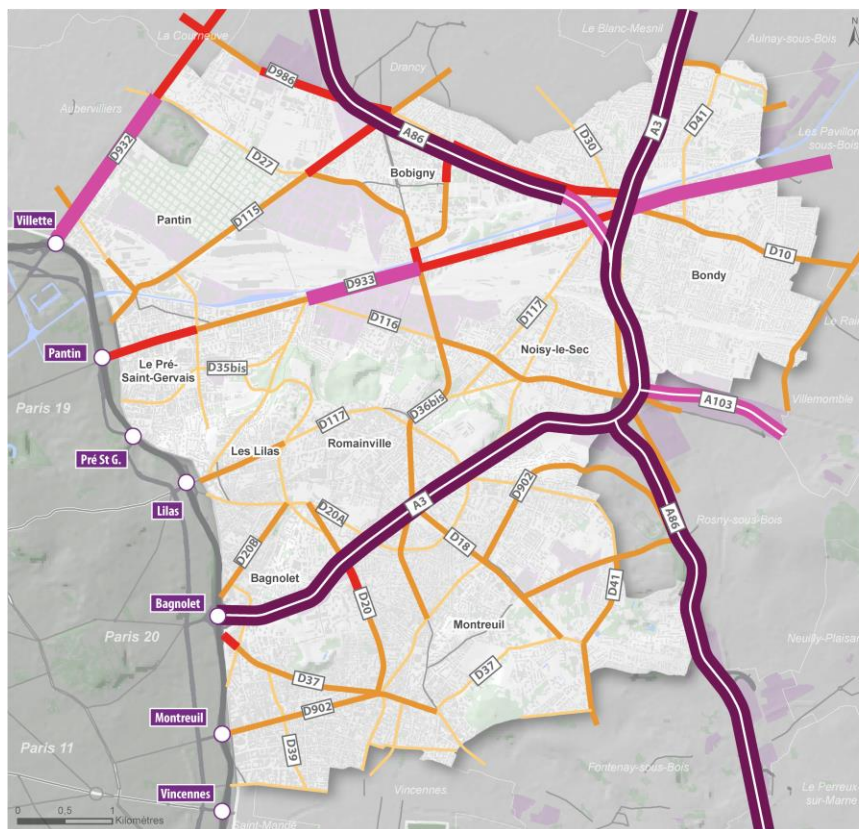 La Courneuve
Le Blanc-Mesnil
Aulnay-sous-Bois
N
D986
Drancy
Aubervilliers
A86
D41
A3
Les Pavillons
sous-Bois
D932
D30
D27
Bobigny
Pantin
D115
Villette
D933
D10
Bondy
D117
D116
Noisy-le-Sec
Pantin
Le Pré-
Saint-Gervais
D35bis
Paris 19
D36bis
A103
Villemomble
D117
Romainville
Pré St G.
Les Lilas
Lilas
D902
A3
D20A
A86
Rosny-sous-Bois
D18
D20B
Bagnolet
D20
D41
Bagnolet
Paris 20
Montreuil
Neuilly-Plaisan
D37
D37
Montreuil
D902
Paris 11
D39
Fontenay-sous-Bois
Vincennes
Vincennes
Le Perreux-
sur-Marne
0 0,5 1
Kilomètres
Saint-Mandé